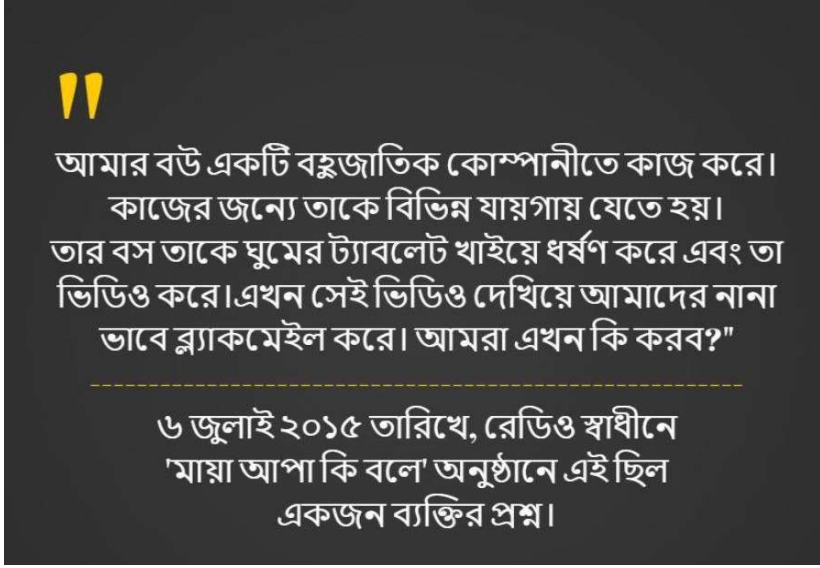 "
আমার বউ একটি বহুজাতিক কোম্পানীতে কাজ করে।
কাজের জন্যে তাকে বিভিন্ন যায়গায় যেতে হয়।
তার বস তাকে ঘুমের ট্যাবলেট খাইয়ে ধর্ষণ করে এবং তা
ভিডিও করে।এখন সেই ভিডিও দেখিয়ে আমাদের নানা
ভাবে ব্ল্যাকমেইল করে। আমরা এখন কি করব?"
৬ জুলাই ২০১৫ তারিখে, রেডিও স্বাধীনে
'মায়া আপা কি বলে' অনুষ্ঠানে এই ছিল
একজন ব্যক্তির প্রশ্ন।